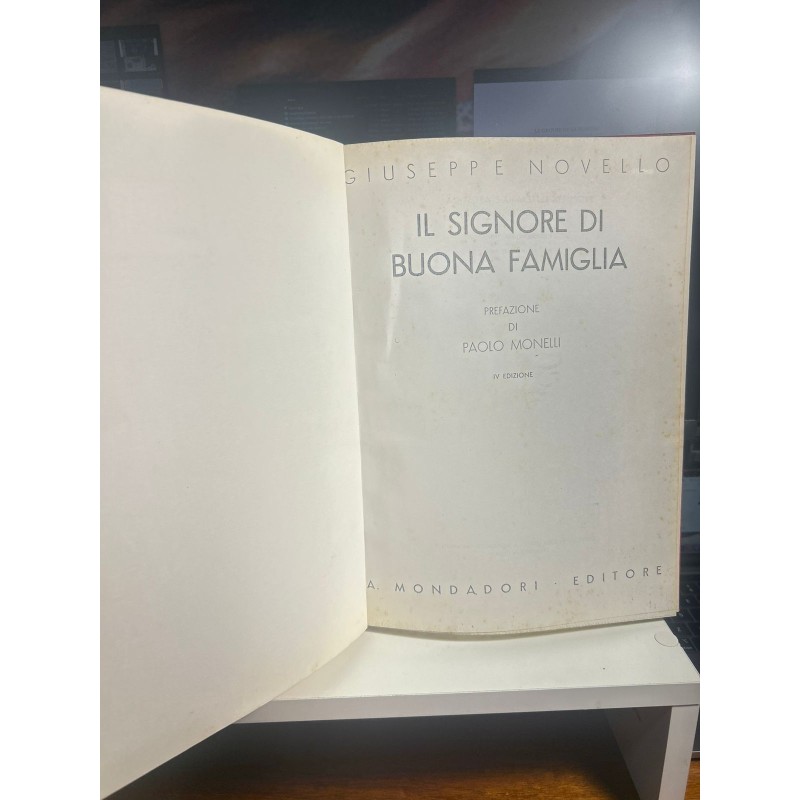 GIUSEPPE NOVELLO
IL SIGNORE DI
BUONA FAMIGLIA
PREFAZIONE
DI
PAOLO MONELLI
IV EDIZIONE
A. MONDADORI · EDITORE